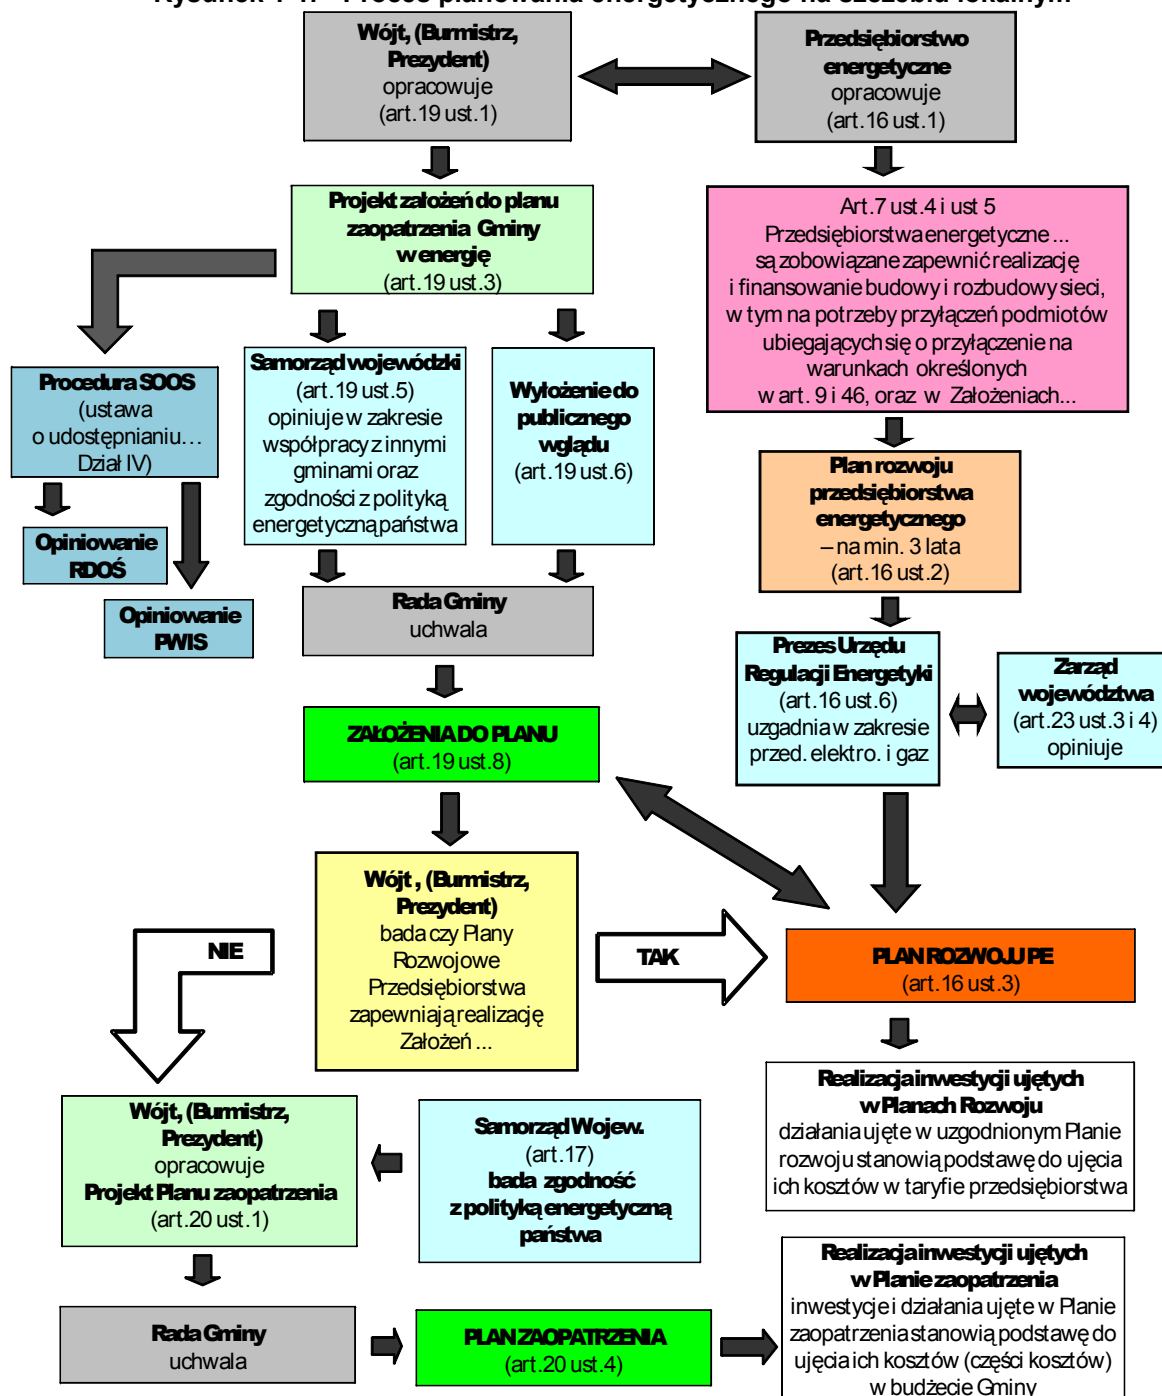 Rysunek 1-1. Proces planowania energetycznego na szczeblu lokalnym
Wójt, (Burmistrz,
Prezydent)
opracowuje
(art.19 ust.1)
Przedsiębiorstwo
energetyczne
opracowuje
(art.16 ust.1)
Projekt założeń do planu
zaopatrzenia Gminy
w energię
(art.19 ust.3)
Art.7 ust.4 i ust 5
Przedsiębiorstwa energetyczne ...
są zobowiązane zapewnić realizację
i finansowanie budowy i rozbudowy sieci,
w tym na potrzeby przyłączeń podmiotów
ubiegających się o przyłączenie na
warunkach określonych
w art. 9 i 46, oraz w Założeniach...
Procedura SOOS
(ustawa
o udostępnianiu...
Dział IV)
Samorząd wojewódzki
(art.19 ust.5)
opiniuje w zakresie
współpracy z innymi
gminami oraz
zgodności z polityką
energetyczną państwa
Wyłożenie do
publicznego
wglądu
(art.19 ust.6)
Plan rozwoju
przedsiębiorstwa
energetycznego
– na min. 3 lata
(art.16 ust.2)
Opiniowanie
RDOŚ
Opiniowanie
PWIS
Rada Gminy
uchwala
Prezes Urzędu
Regulacji Energetyki
(art.16 ust.6)
uzgadnia w zakresie
przed. elektro. i gaz
Zarząd
województwa
(art.23 ust.3 i 4)
opiniuje
ZAŁOŻENIA DO PLANU
(art.19 ust.8)
Wójt , (Burmistrz,
Prezydent)
bada czy Plany
Rozwojowe
Przedsiębiorstwa
zapewniają realizację
Założeń ...
NIE
TAK
PLAN ROZWOJU PE
(art.16 ust.3)
Realizacja inwestycji ujętych
w Planach Rozwoju
działania ujęte w uzgodnionym Planie
rozwoju stanowią podstawę do ujęcia
ich kosztów w taryfie przedsiębiorstwa
Wójt, (Burmistrz,
Prezydent)
opracowuje
Projekt Planu zaopatrzenia
(art.20 ust.1)
Samorząd Wojew.
(art.17)
bada zgodność
z polityką energetyczną
państwa
Rada Gminy
uchwala
PLAN ZAOPATRZENIA
(art.20 ust.4)
Realizacja inwestycji ujętych
w Planie zaopatrzenia
inwestycje i działania ujęte w Planie
zaopatrzenia stanowią podstawę do
ujęcia ich kosztów (części kosztów)
w budżecie Gminy